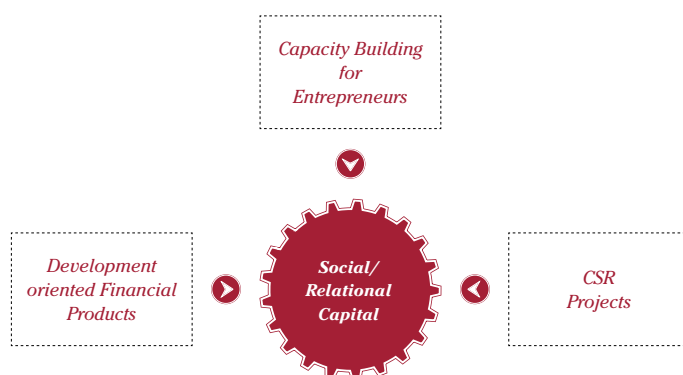 Capacity Building
for
Entrepreneurs
Development
oriented Financial
Products
Social/
Relational
Capital
CSR
Projects